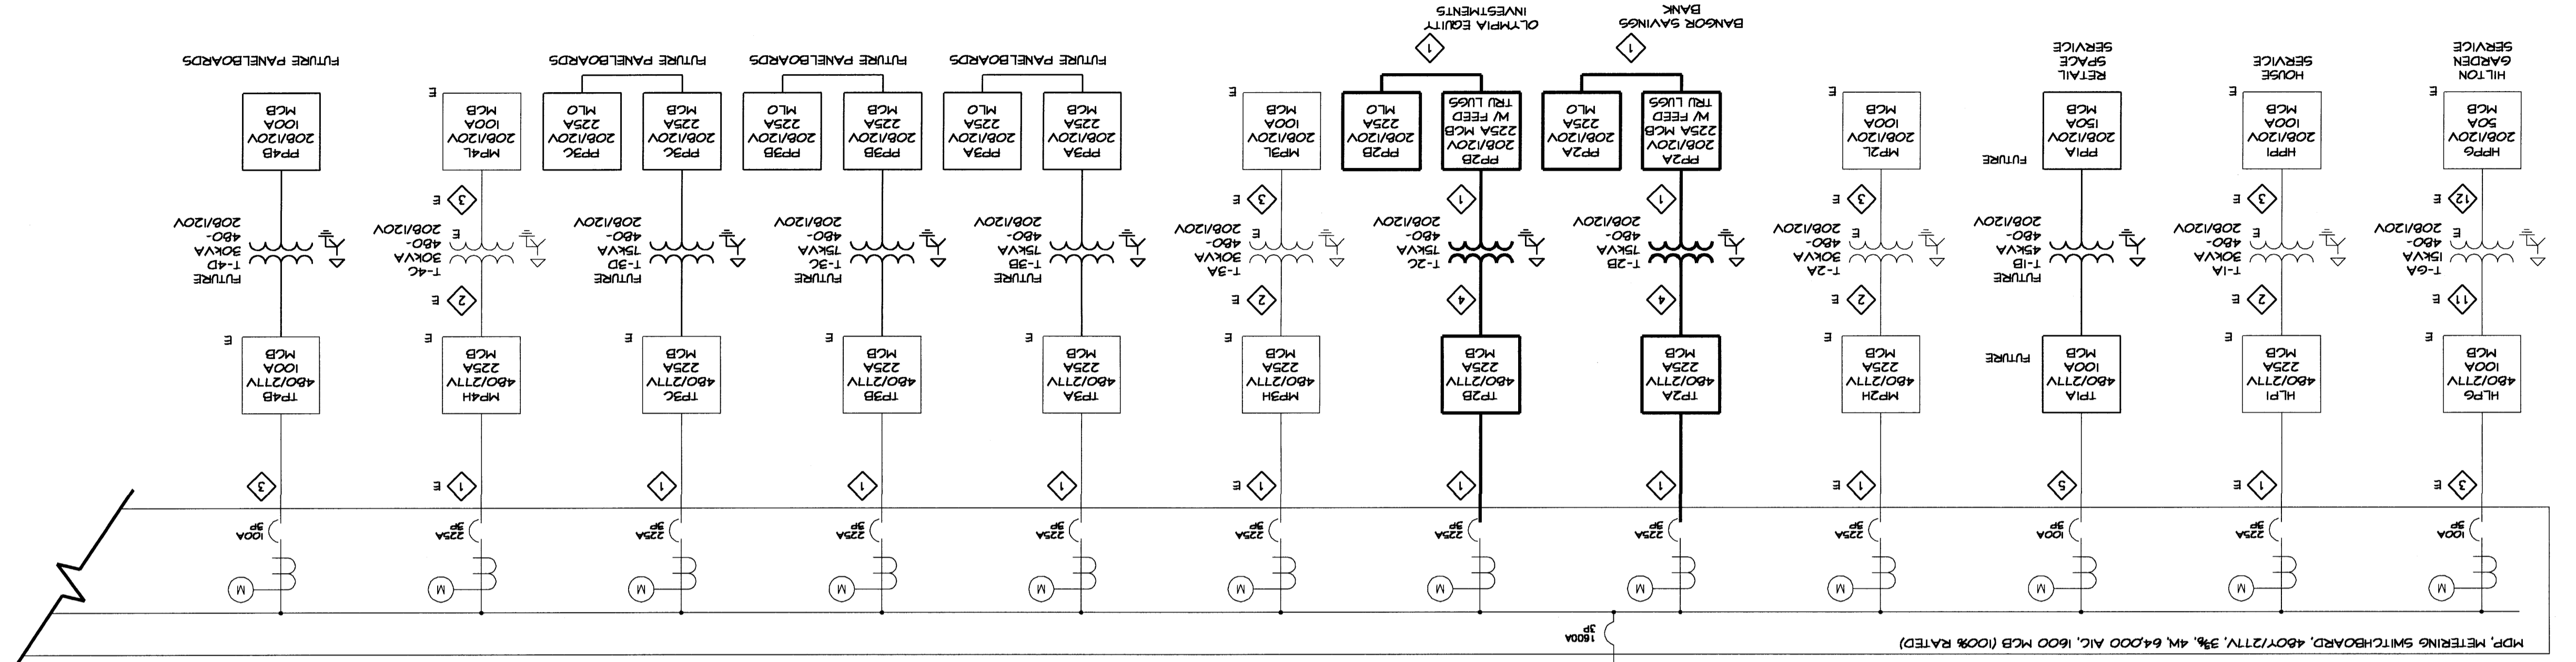 MDP, METERING SWITCHBOARD, 480Y/277V, 3Ø, 4W, 64,000 AIC, 1600 MCB (100% RATED)
1600A
3P
M
100A
3P
3
E
HLPG
480/277V
100A
MCB
E
11
E
T-GA
15kVA
480-
208/120V
E
12
E
HPPG
208/120V
50A
MCB
E
HILTON
GARDEN
SERVICE
M
225A
3P
1
E
HLP1
480/277V
225A
MCB
E
2
E
T-1A
30kVA
480-
208/120V
E
3
E
HPP1
208/120V
100A
MCB
E
HOUSE
SERVICE
M
100A
3P
5
TP1A
480/277V
100A
MCB
FUTURE
FUTURE
T-1B
45kVA
480-
208/120V
PP1A
208/120V
150A
MCB
FUTURE
RETAIL
SPACE
SERVICE
M
225A
3P
1
E
MP2H
480/277V
225A
MCB
E
2
E
T-2A
30kVA
480-
208/120V
E
3
E
MP2L
208/120V
100A
MCB
E
M
225A
3P
1
TP2A
480/277V
225A
MCB
4
T-2B
75kVA
480-
208/120V
1
PP2A
208/120V
225A MCB
W/ FEED
TRU LUGS
PP2A
208/120V
225A
MLO
1
BANGOR SAVINGS
BANK
M
225A
3P
1
TP2B
480/277V
225A
MCB
4
T-2C
75kVA
480-
208/120V
1
PP2B
208/120V
225A MCB
W/ FEED
TRU LUGS
PP2B
208/120V
225A
MLO
1
OLYMPIA EQUITY
INVESTMENTS
M
225A
3P
1
E
MP3H
480/277V
225A
MCB
E
2
E
T-3A
30kVA
480-
208/120V
E
3
E
MP3L
208/120V
100A
MCB
E
M
225A
3P
1
TP3A
480/277V
225A
MCB
E
FUTURE
T-3B
75kVA
480-
208/120V
PP3A
208/120V
225A
MCB
PP3A
208/120V
225A
MLO
FUTURE PANELBOARDS
M
225A
3P
1
TP3B
480/277V
225A
MCB
E
FUTURE
T-3C
75kVA
480-
208/120V
PP3B
208/120V
225A
MCB
PP3B
208/120V
225A
MLO
FUTURE PANELBOARDS
M
225A
3P
1
TP3C
480/277V
225A
MCB
E
FUTURE
T-3D
75kVA
480-
208/120V
PP3C
208/120V
225A
MCB
PP3C
208/120V
225A
MLO
FUTURE PANELBOARDS
M
225A
3P
1
E
MP4H
480/277V
225A
MCB
E
2
E
T-4C
30kVA
480-
208/120V
E
3
E
MP4L
208/120V
100A
MCB
E
M
100A
3P
3
TP4B
480/277V
100A
MCB
E
FUTURE
T-4D
30kVA
480-
208/120V
PP4B
208/120V
100A
MCB
FUTURE PANELBOARDS